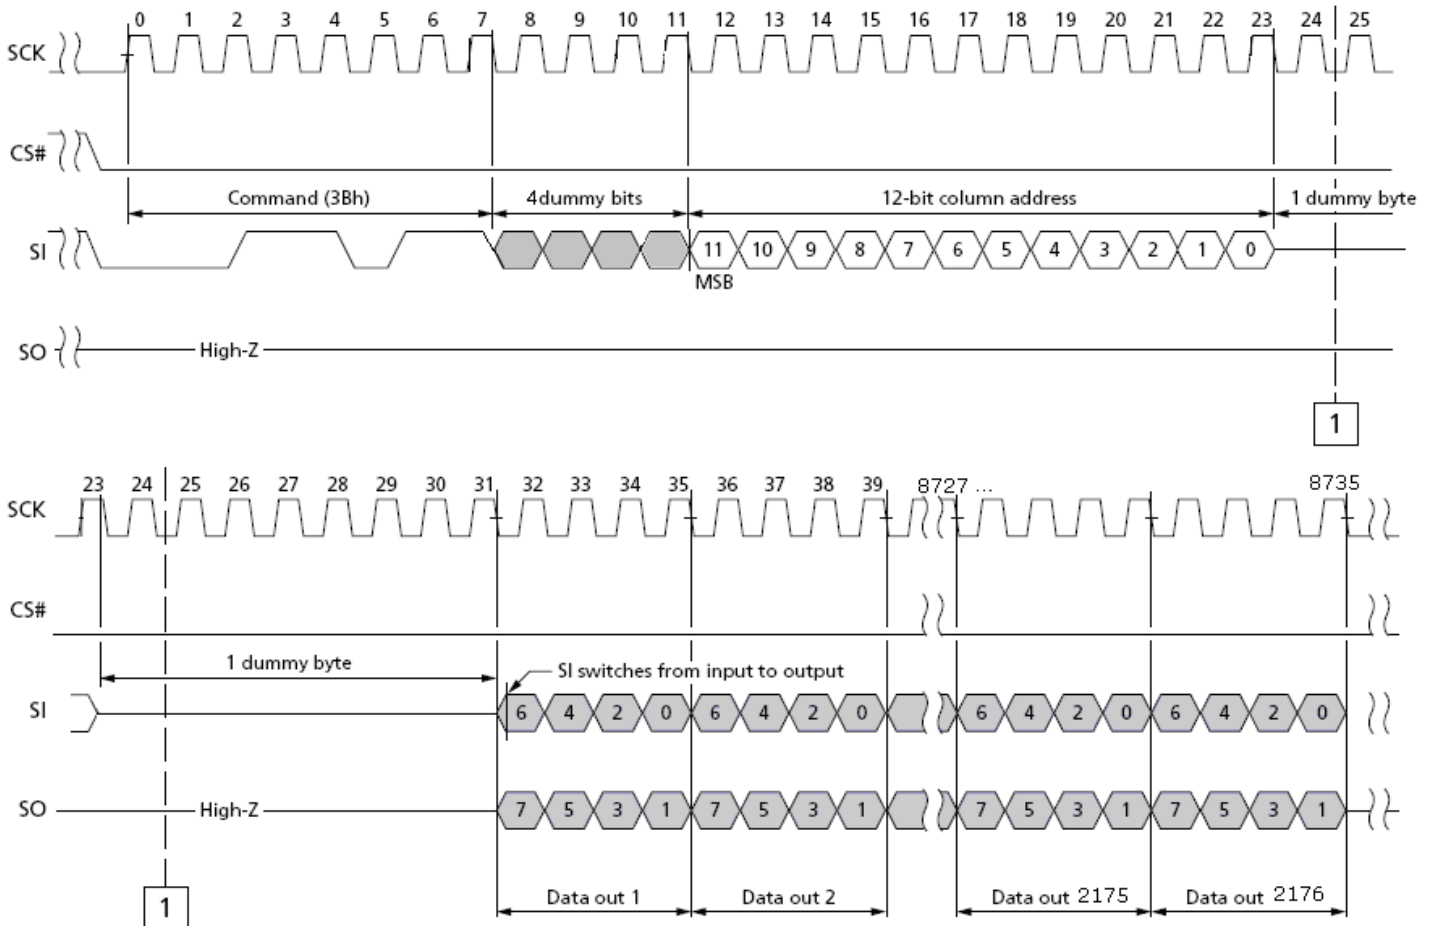 0 1 2 3 4 5 6 7 8 9 10 11 12 13 14 15 16 17 18 19 20 21 22 23 24 25
SCK
CS#
Command (3Bh) 4dummy bits 12-bit column address 1 dummy byte
SI 11 10 9 8 7 6 5 4 3 2 1 0
MSB
SO High-Z
1
23 24 25 26 27 28 29 30 31 32 33 34 35 36 37 38 39 8727 ... 8735
SCK
CS#
1 dummy byte SI switches from input to output
SI 6 4 2 0 6 4 2 0 6 4 2 0 6 4 2 0
SO High-Z 7 5 3 1 7 5 3 1 7 5 3 1 7 5 3 1
Data out 1 Data out 2 Data out 2175 Data out 2176
1